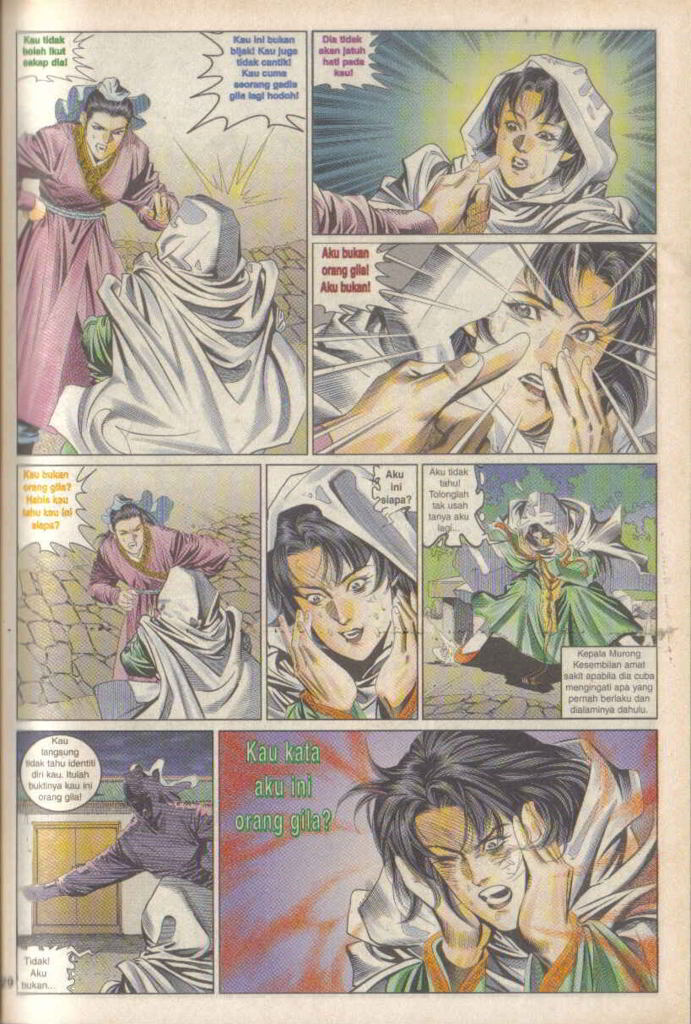 Kau tidak
boleh ikut
cakap dia!
Kau ini bukan
bijak! Kau juga
tidak cantik!
Kau cuma
seorang gadis
gila lagi hodoh!
Dia tidak
akan jatuh
hati pada
kau!
Aku bukan
orang gila!
Aku bukan!
Kau bukan
orang gila?
Habis kau
tahu kau ini
siapa?
Aku
ini
siapa?
Aku tidak
tahu!
Tolonglah
tak usah
tanya aku
lagi...
Kepala Murong
Kesembilan amat
sakit apabila dia cuba
mengingati apa yang
pernah berlaku dan
dialaminya dahulu.
Kau
langsung
tidak tahu identiti
diri kau. Itulah
buktinya kau ini
orang gila!
Tidak!
Aku
bukan...
Kau kata
aku ini
orang gila?